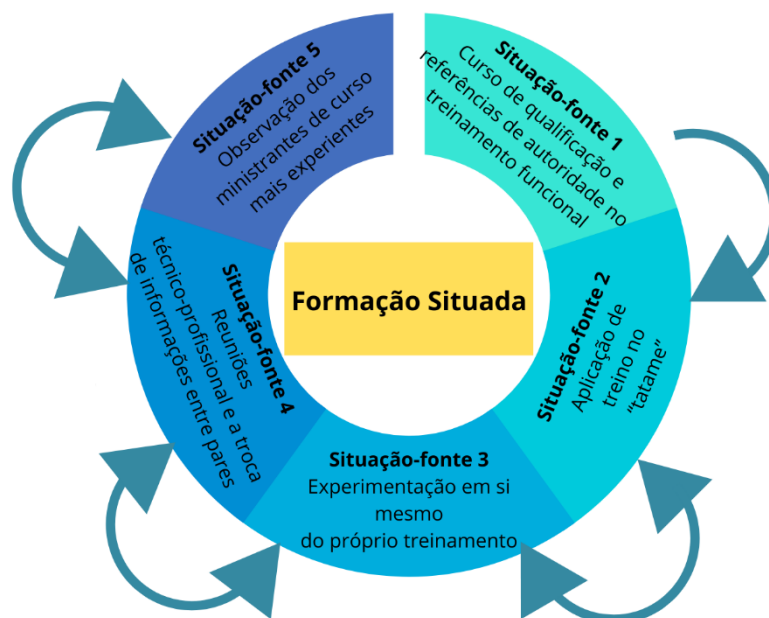 Situação-fonte 1
Curso de qualificação e
referências de autoridade no
treinamento funcional
Situação-fonte 2
Aplicação de
treino no
“tatame”
Situação-fonte 3
Experimentação em si
mesmo
do próprio treinamento
Situação-fonte 4
Reuniões
técnico-profissional e a troca
de informações entre pares
Situação-fonte 5
Observação dos
ministrantes de curso
mais experientes
Formação Situada